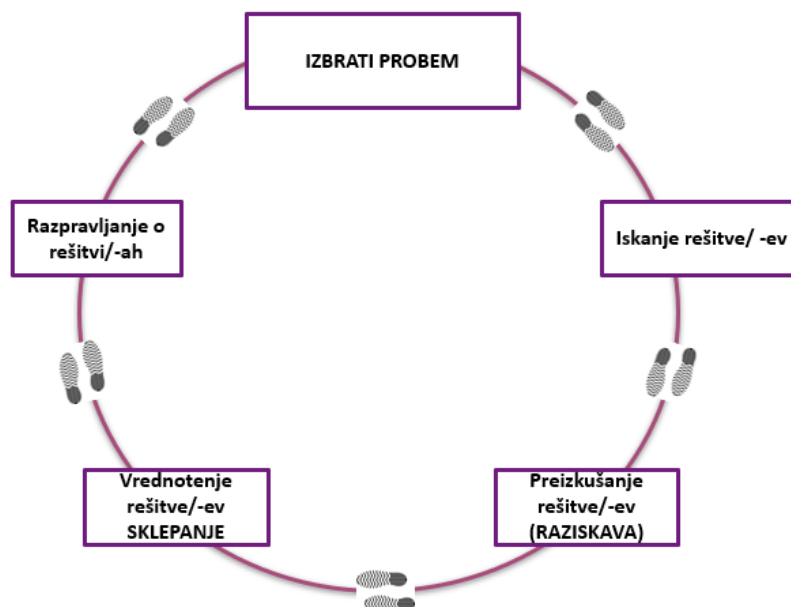 IZBRATI PROBEM
Razpravljanje o
rešitvi/-ah
Iskanje rešitve/ -ev
Vrednotenje
rešitve/-ev
SKLEPANJE
Preizkušanje
rešitve/-ev
(RAZISKAVA)